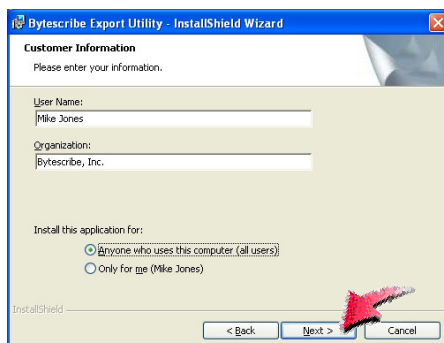 Bytescribe Export Utility - InstallShield Wizard
Customer Information
Please enter your information.
User Name:
Mike Jones
Organization:
Bytescribe, Inc.
Install this application for:
Anyone who uses this computer (all users)
Only for me (Mike Jones)
InstallShield
< Back Next > Cancel